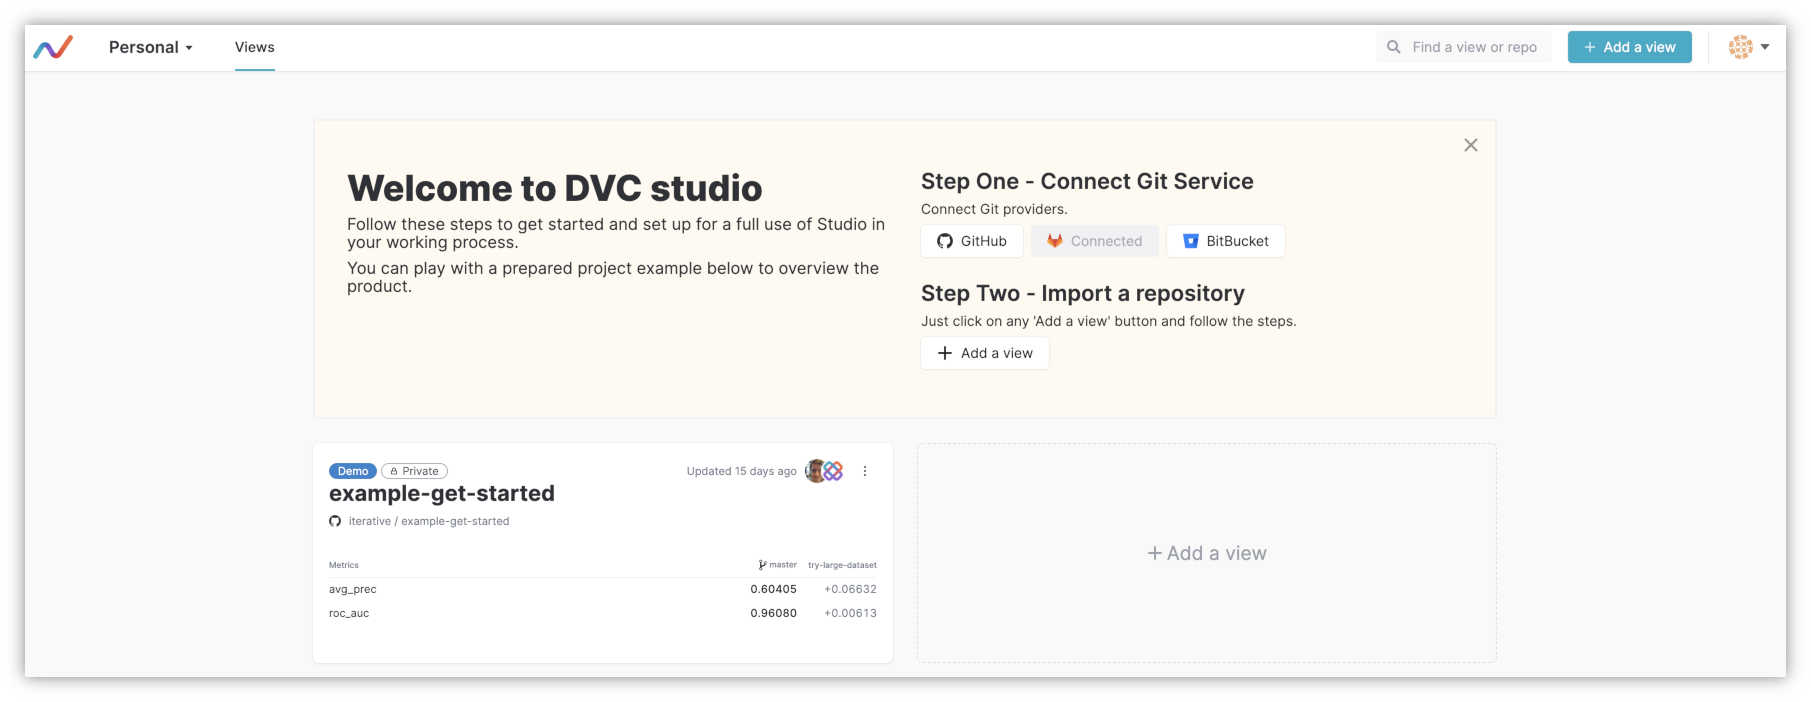 Personal
Views
Find a view or repo
+ Add a view
Welcome to DVC studio
Follow these steps to get started and set up for a full use of Studio in
your working process.
You can play with a prepared project example below to overview the
product.
Step One - Connect Git Service
Connect Git providers.
GitHub
Connected
BitBucket
Step Two - Import a repository
Just click on any 'Add a view' button and follow the steps.
+ Add a view
Demo
Private
Updated 15 days ago
example-get-started
iterative / example-get-started
Metrics master try-large-dataset
avg_prec 0.60405 +0.06632
roc_auc 0.96080 +0.00613
+ Add a view